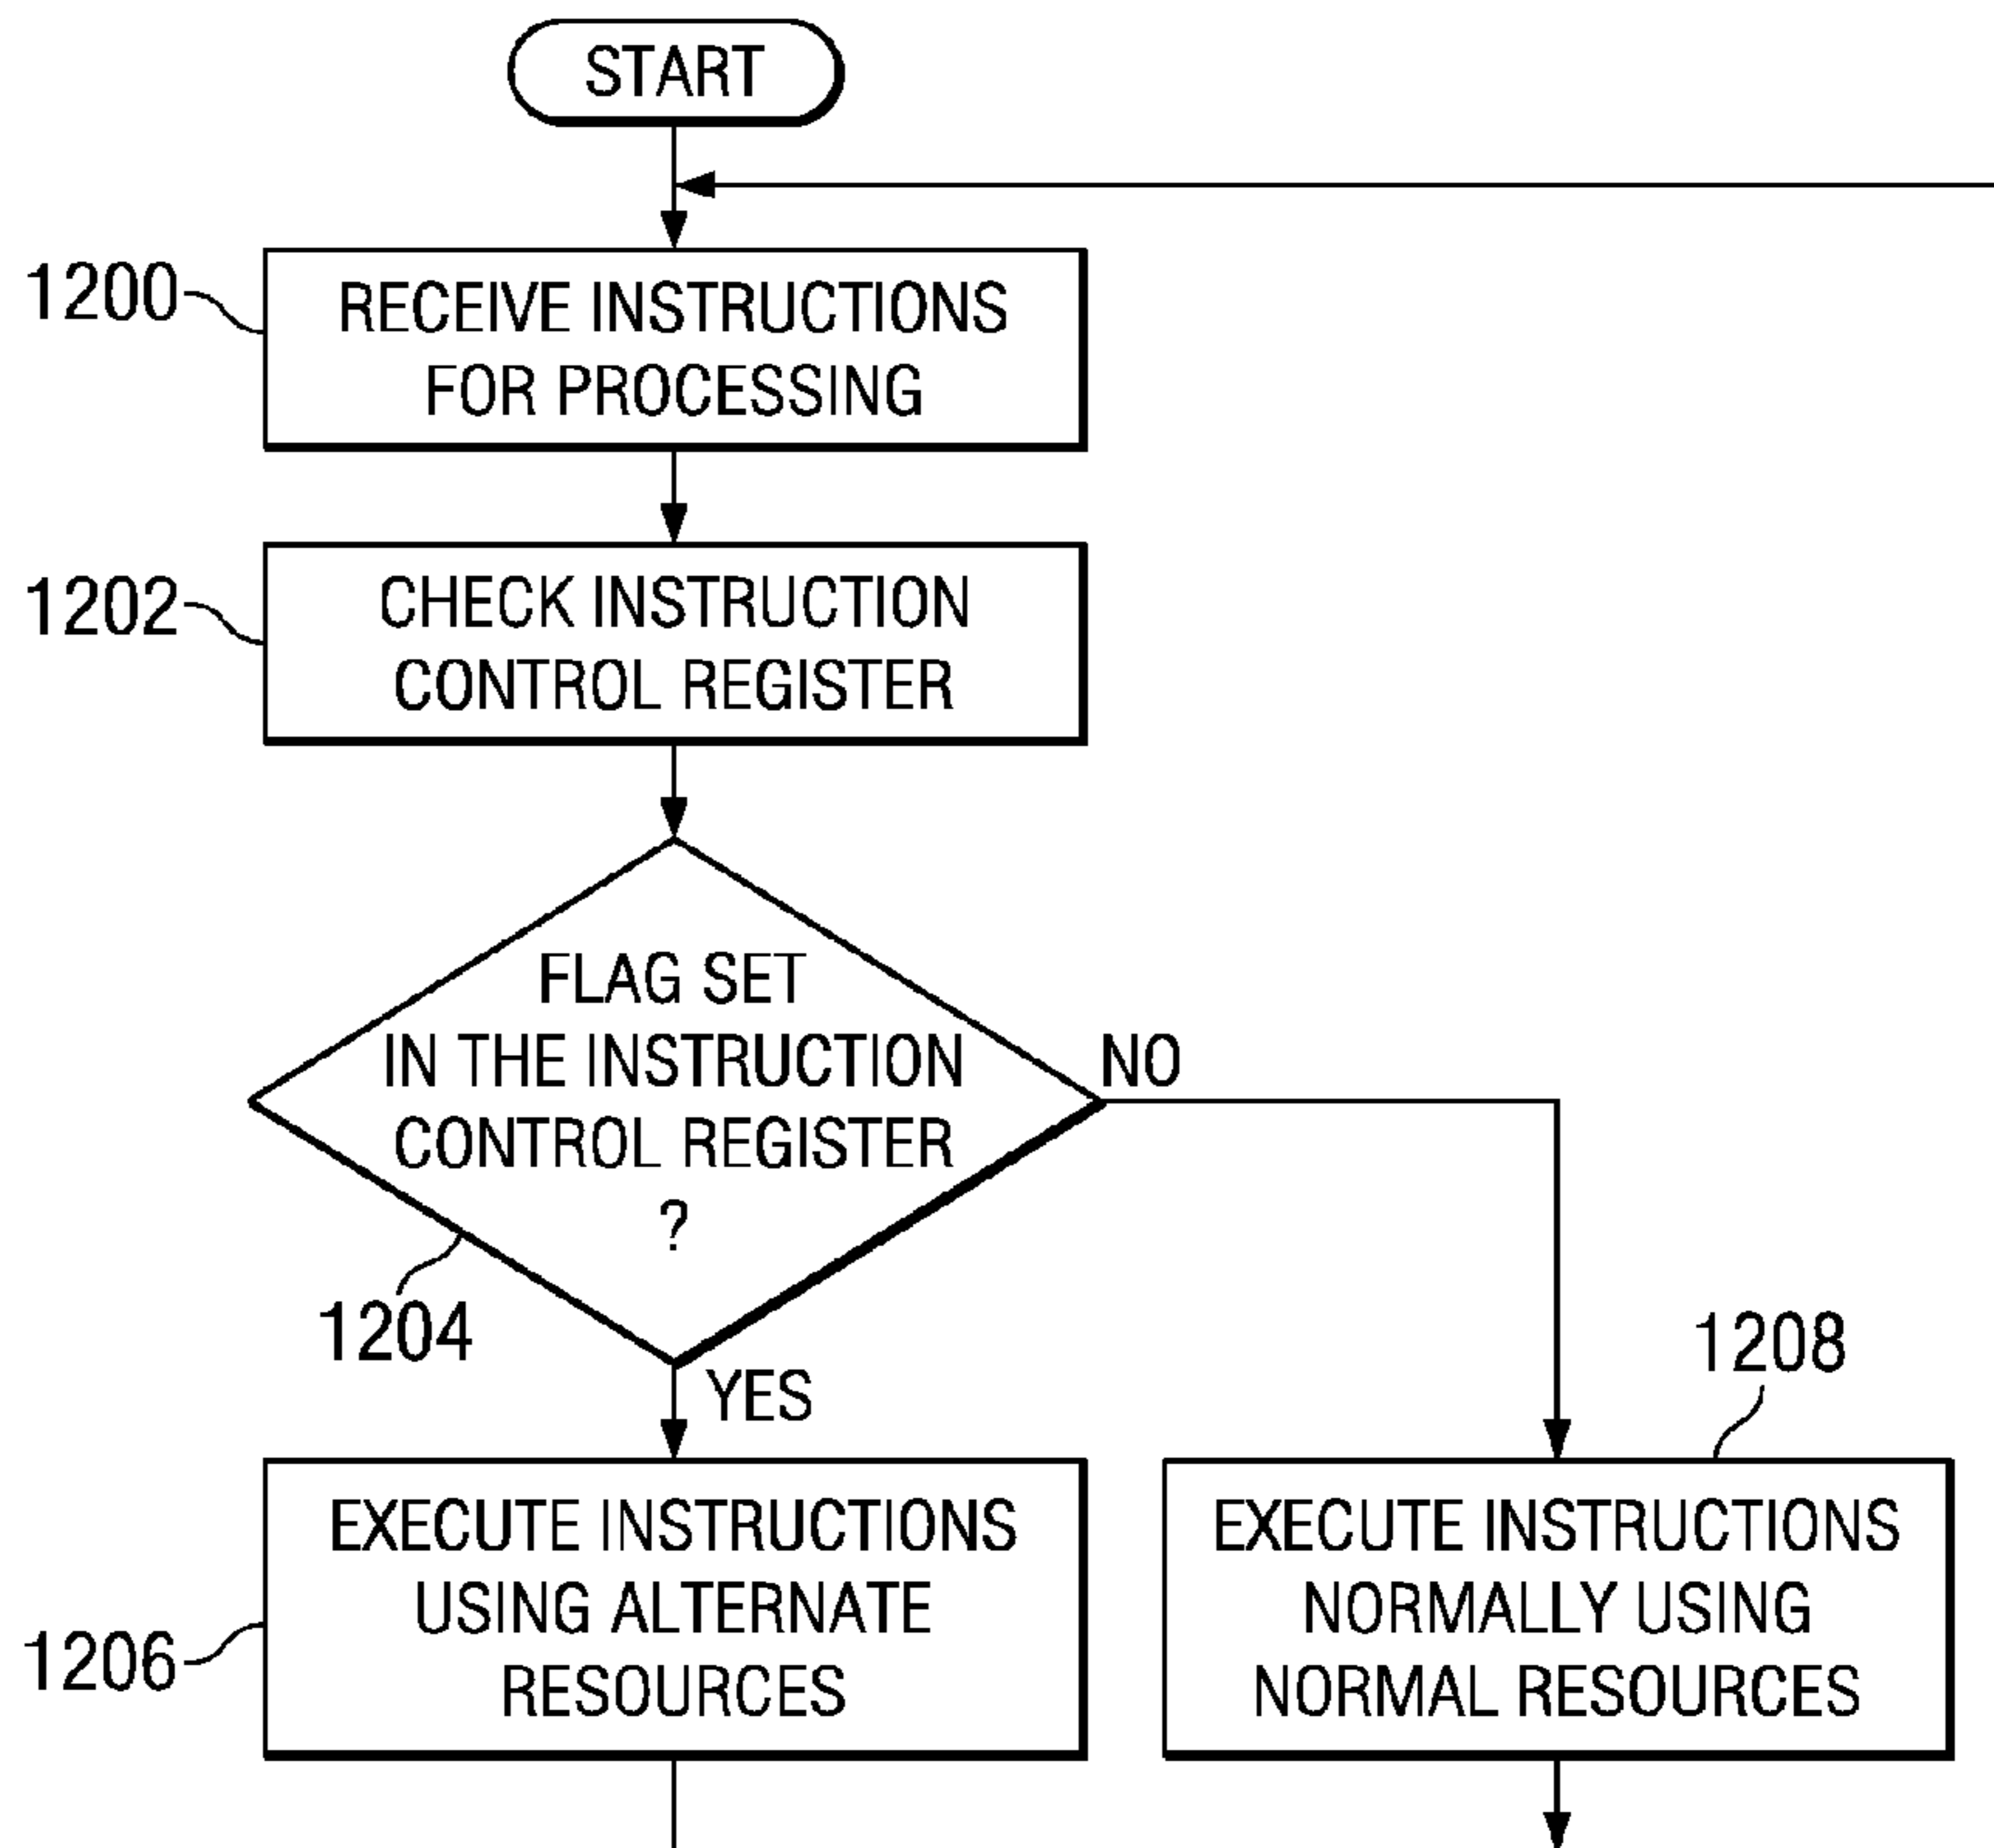 START
1200
RECEIVE INSTRUCTIONS
FOR PROCESSING
1202
CHECK INSTRUCTION
CONTROL REGISTER
FLAG SET
IN THE INSTRUCTION
CONTROL REGISTER
?
NO
1204
YES
1208
EXECUTE INSTRUCTIONS
USING ALTERNATE
RESOURCES
1206
EXECUTE INSTRUCTIONS
NORMALLY USING
NORMAL RESOURCES